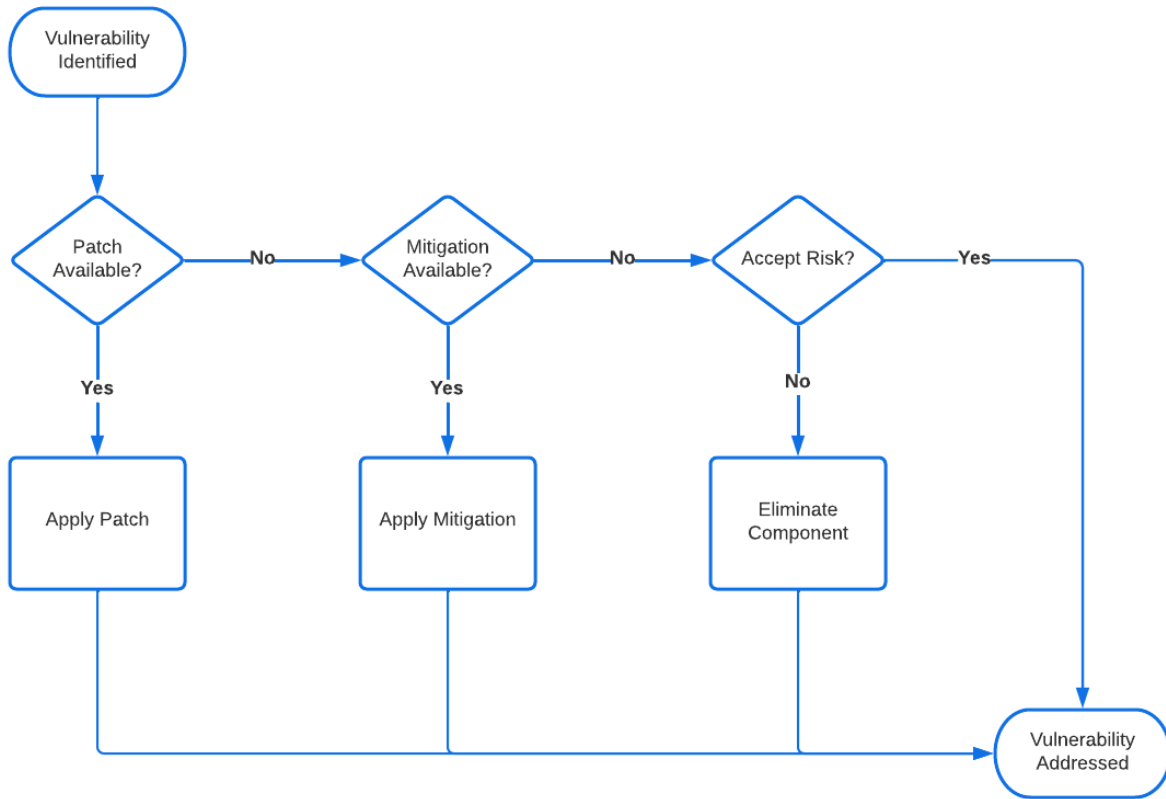 Vulnerability
Identified
Patch
Available?
No
Mitigation
Available?
No
Accept Risk?
Yes
Yes
Yes
No
Apply Patch
Apply Mitigation
Eliminate
Component
Vulnerability
Addressed